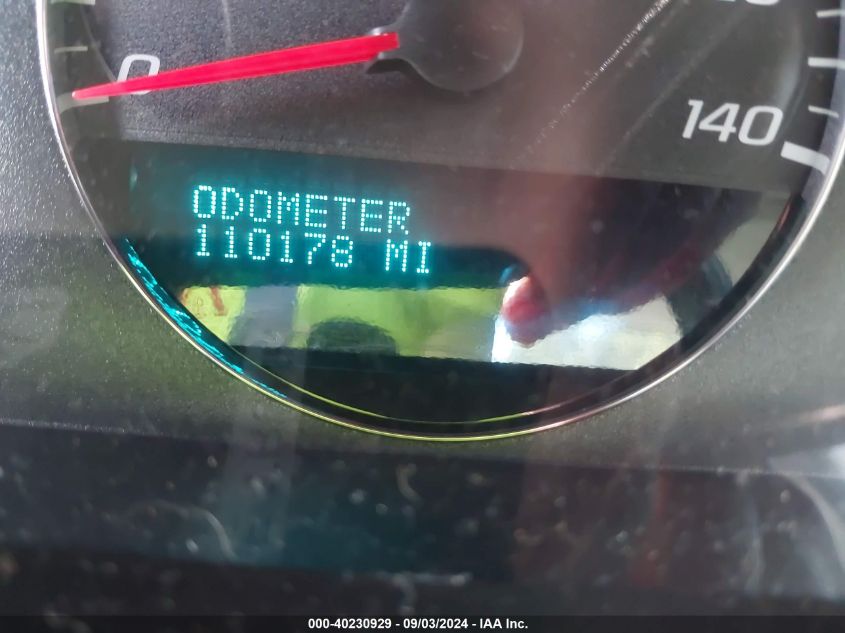 0
140
ODOMETER
110178 MI
000-40230929 - 09/03/2024 - IAA Inc.